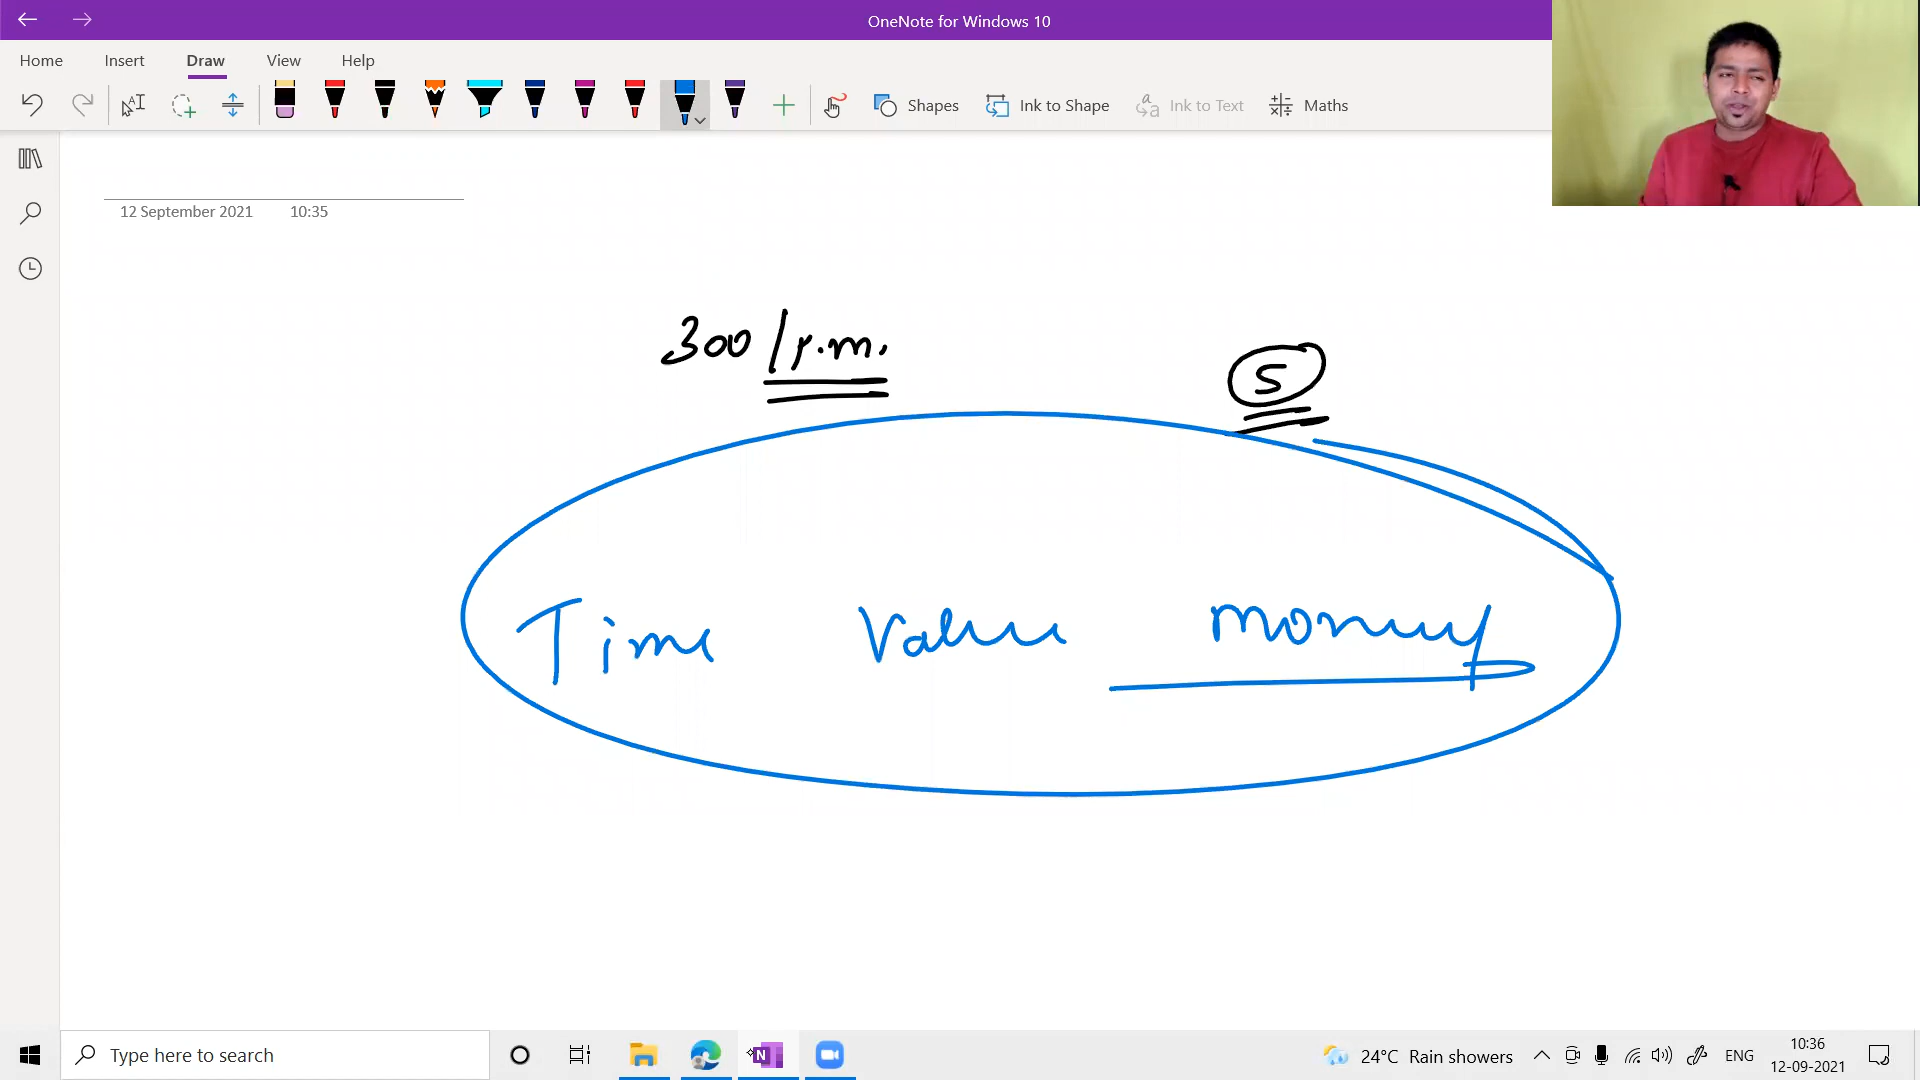 OneNote for Windows 10
Home Insert Draw View Help
Shapes Ink to Shape Ink to Text Maths
12 September 2021 10:35
300 /p.m.
5
Time Value Money
Type here to search
24°C Rain showers ENG 10:36
12-09-2021